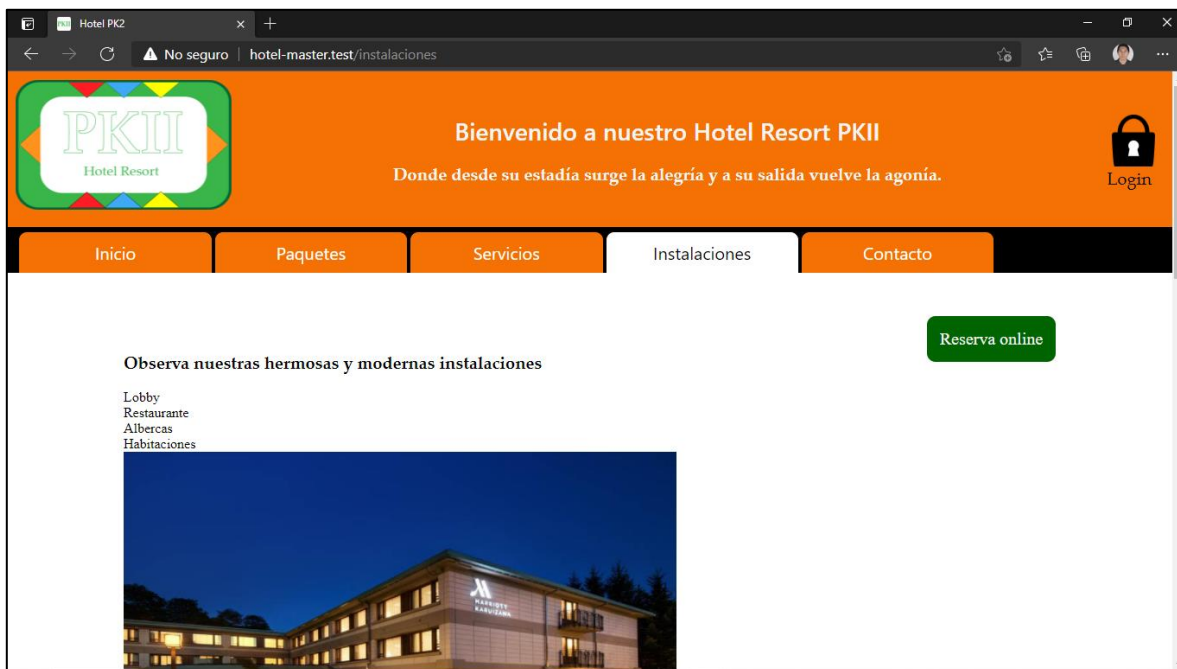 Hotel PK2
No seguro | hotel-master.test/instalaciones
PKII
Hotel Resort
Bienvenido a nuestro Hotel Resort PKII
Donde desde su estadía surge la alegría y a su salida vuelve la agonía.
Login
Inicio
Paquetes
Servicios
Instalaciones
Contacto
Reserva online
Observa nuestras hermosas y modernas instalaciones
Lobby
Restaurante
Albercas
Habitaciones
MARRIOTT
KARUIZAWA